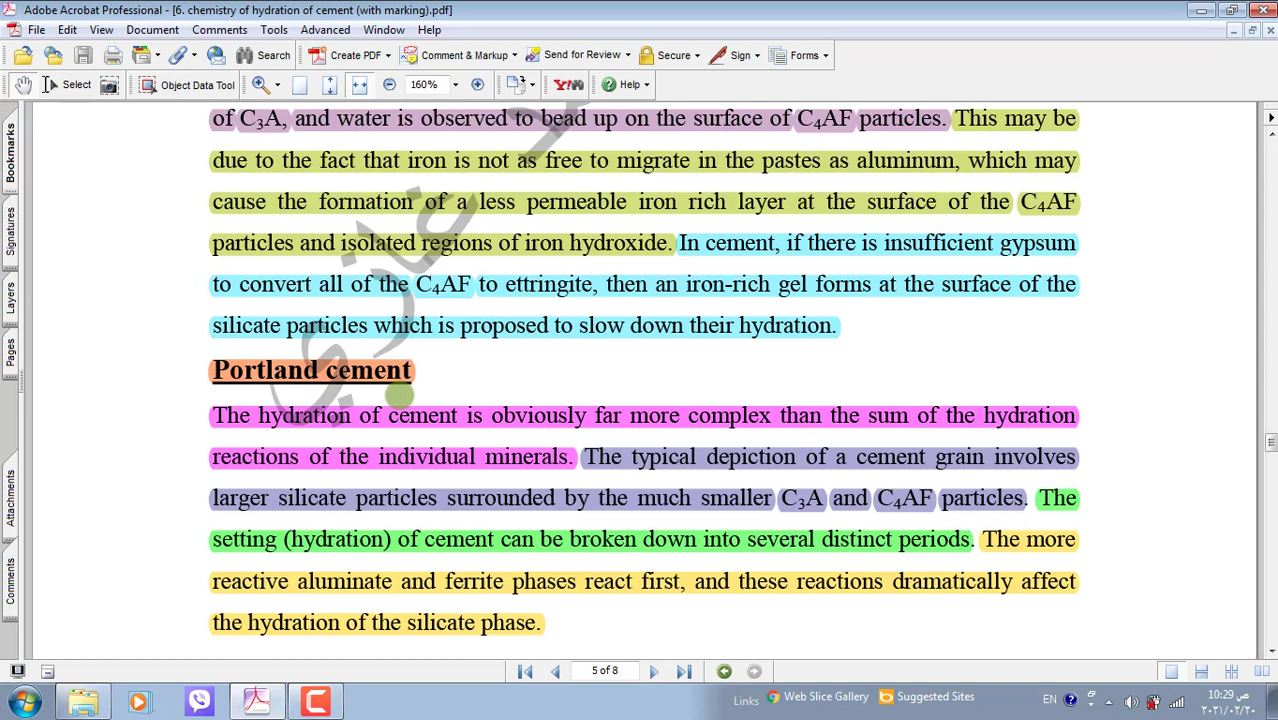 Adobe Acrobat Professional - [6. chemistry of hydration of cement (with marking).pdf]
File Edit View Document Comments Tools Advanced Window Help
Search Create PDF Comment & Markup Send for Review Secure Sign Forms
Select Object Data Tool 160% Y! Help
of C₃A, and water is observed to bead up on the surface of C₄AF particles. This may be
due to the fact that iron is not as free to migrate in the pastes as aluminum, which may
cause the formation of a less permeable iron rich layer at the surface of the C₄AF
particles and isolated regions of iron hydroxide. In cement, if there is insufficient gypsum
to convert all of the C₄AF to ettringite, then an iron-rich gel forms at the surface of the
silicate particles which is proposed to slow down their hydration.
Portland cement
The hydration of cement is obviously far more complex than the sum of the hydration
reactions of the individual minerals. The typical depiction of a cement grain involves
larger silicate particles surrounded by the much smaller C₃A and C₄AF particles. The
setting (hydration) of cement can be broken down into several distinct periods. The more
reactive aluminate and ferrite phases react first, and these reactions dramatically affect
the hydration of the silicate phase.
Bookmarks
Signatures
Layers
Pages
Attachments
Comments
5 of 8
Links Web Slice Gallery Suggested Sites EN
10:29 ص
٢٠٢١/٠٢/٢٠